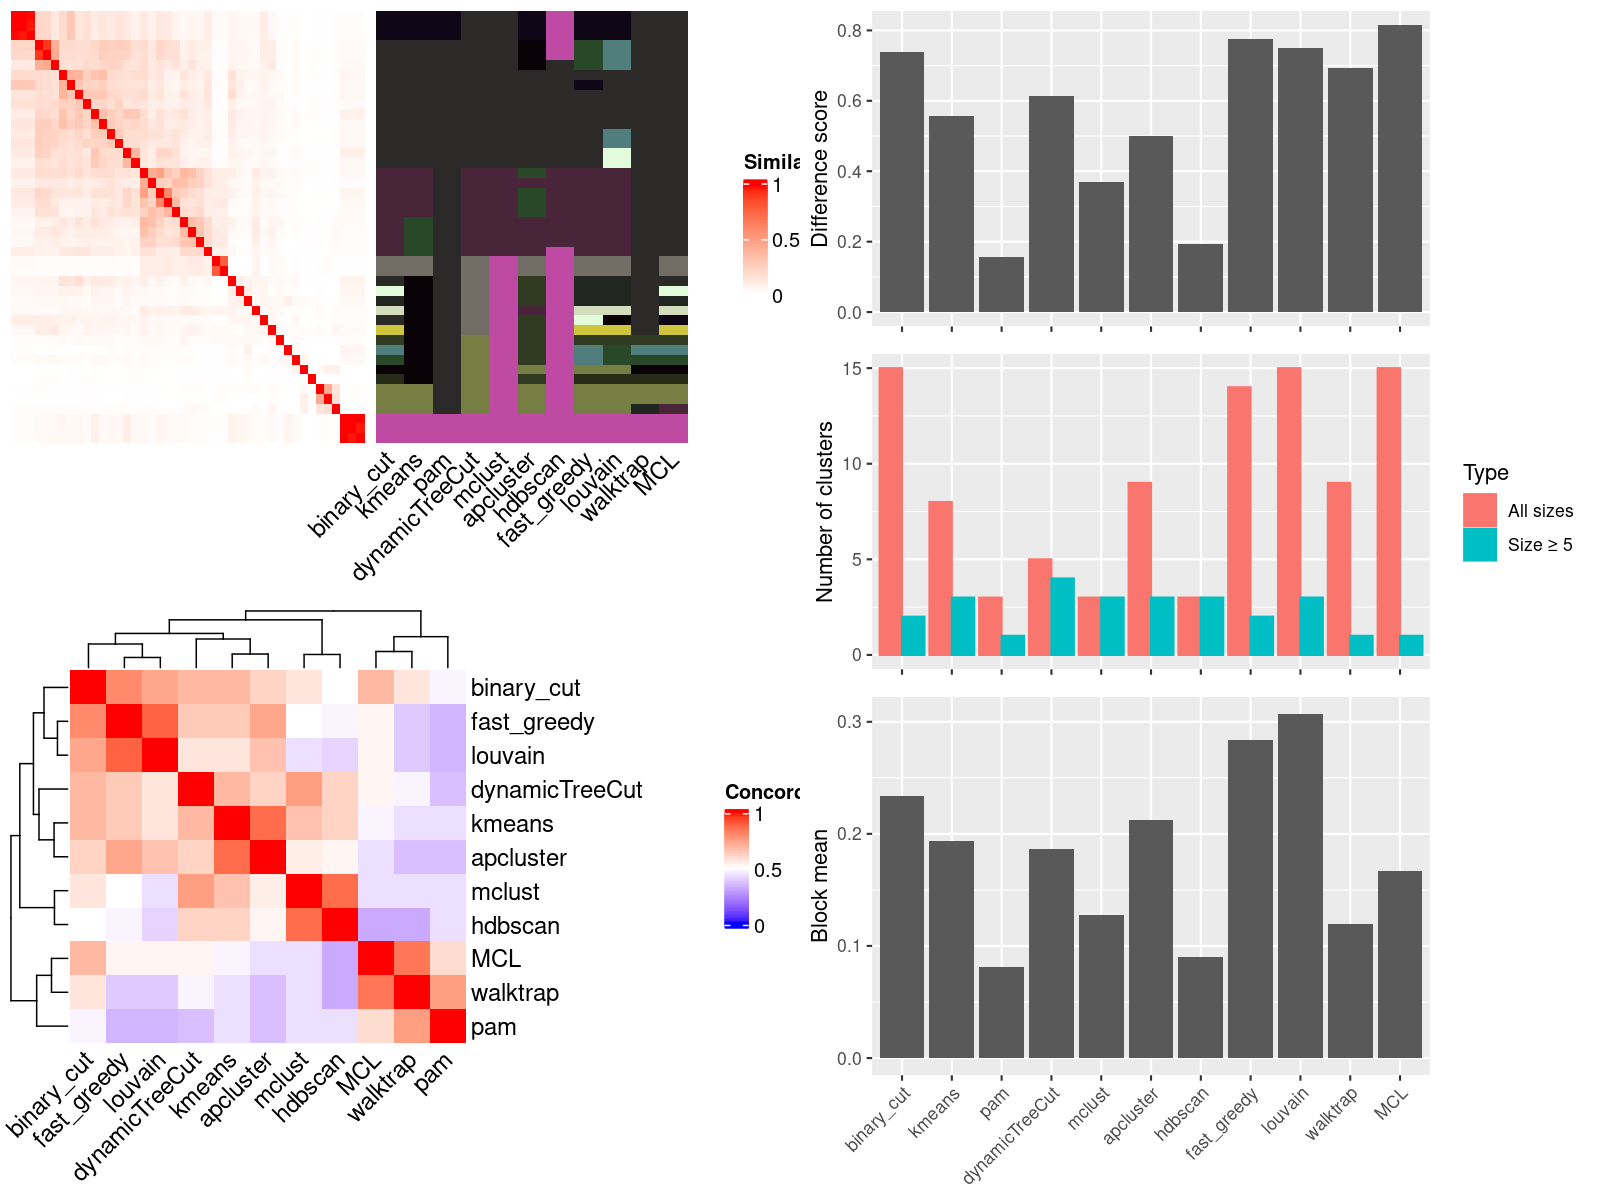 Simila
1
0.5
0
binary_cut
kmeans
pam
dynamicTreeCut
mclust
apcluster
hdbscan
fast_greedy
louvain
walktrap
MCL
binary_cut
fast_greedy
louvain
dynamicTreeCut
kmeans
apcluster
mclust
hdbscan
MCL
walktrap
pam
Concord
1
0.5
0
binary_cut
fast_greedy
louvain
dynamicTreeCut
kmeans
apcluster
mclust
hdbscan
MCL
walktrap
pam
Difference score
0.8
0.6
0.4
0.2
0.0
Number of clusters
15
10
5
0
Type
All sizes
Size ≥ 5
Block mean
0.3
0.2
0.1
0.0
binary_cut
kmeans
pam
dynamicTreeCut
mclust
apcluster
hdbscan
fast_greedy
louvain
walktrap
MCL